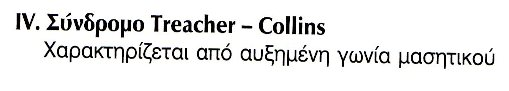 IV. Σύνδρομο Treacher – Collins
Χαρακτηρίζεται από αυξημένη γωνία μασητικού